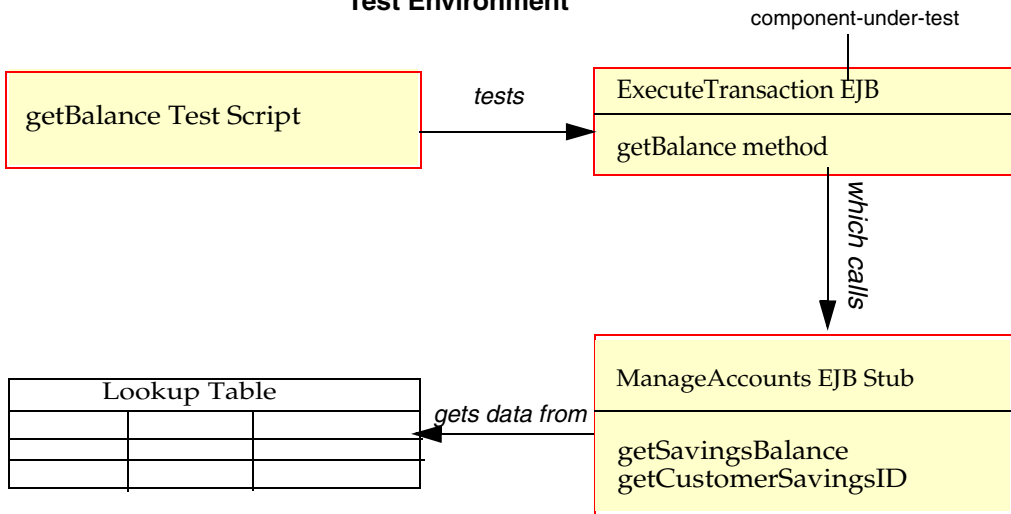 Test Environment
component-under-test
getBalance Test Script
tests
ExecuteTransaction EJB
getBalance method
which calls
ManageAccounts EJB Stub
getSavingsBalance
getCustomerSavingsID
gets data from
Lookup Table